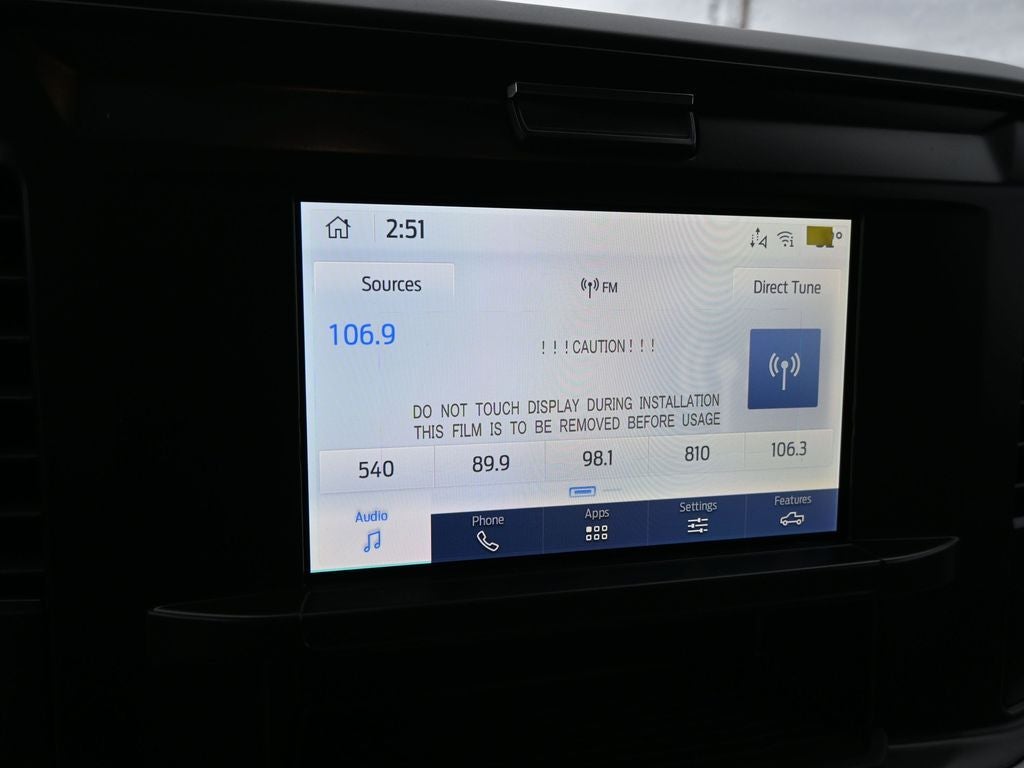 2:51
Sources
FM
Direct Tune
106.9
! ! ! CAUTION ! ! !
DO NOT TOUCH DISPLAY DURING INSTALLATION
THIS FILM IS TO BE REMOVED BEFORE USAGE
540 89.9 98.1 810 106.3
Audio Phone Apps Settings Features